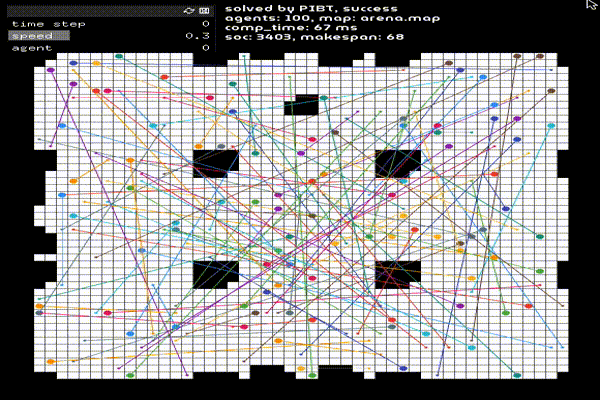 time step 0
speed 0.3
agent 0
solved by PIBT, success
agents: 100, map: arena.map
comp_time: 67 ms
soc: 3403, makespan: 68